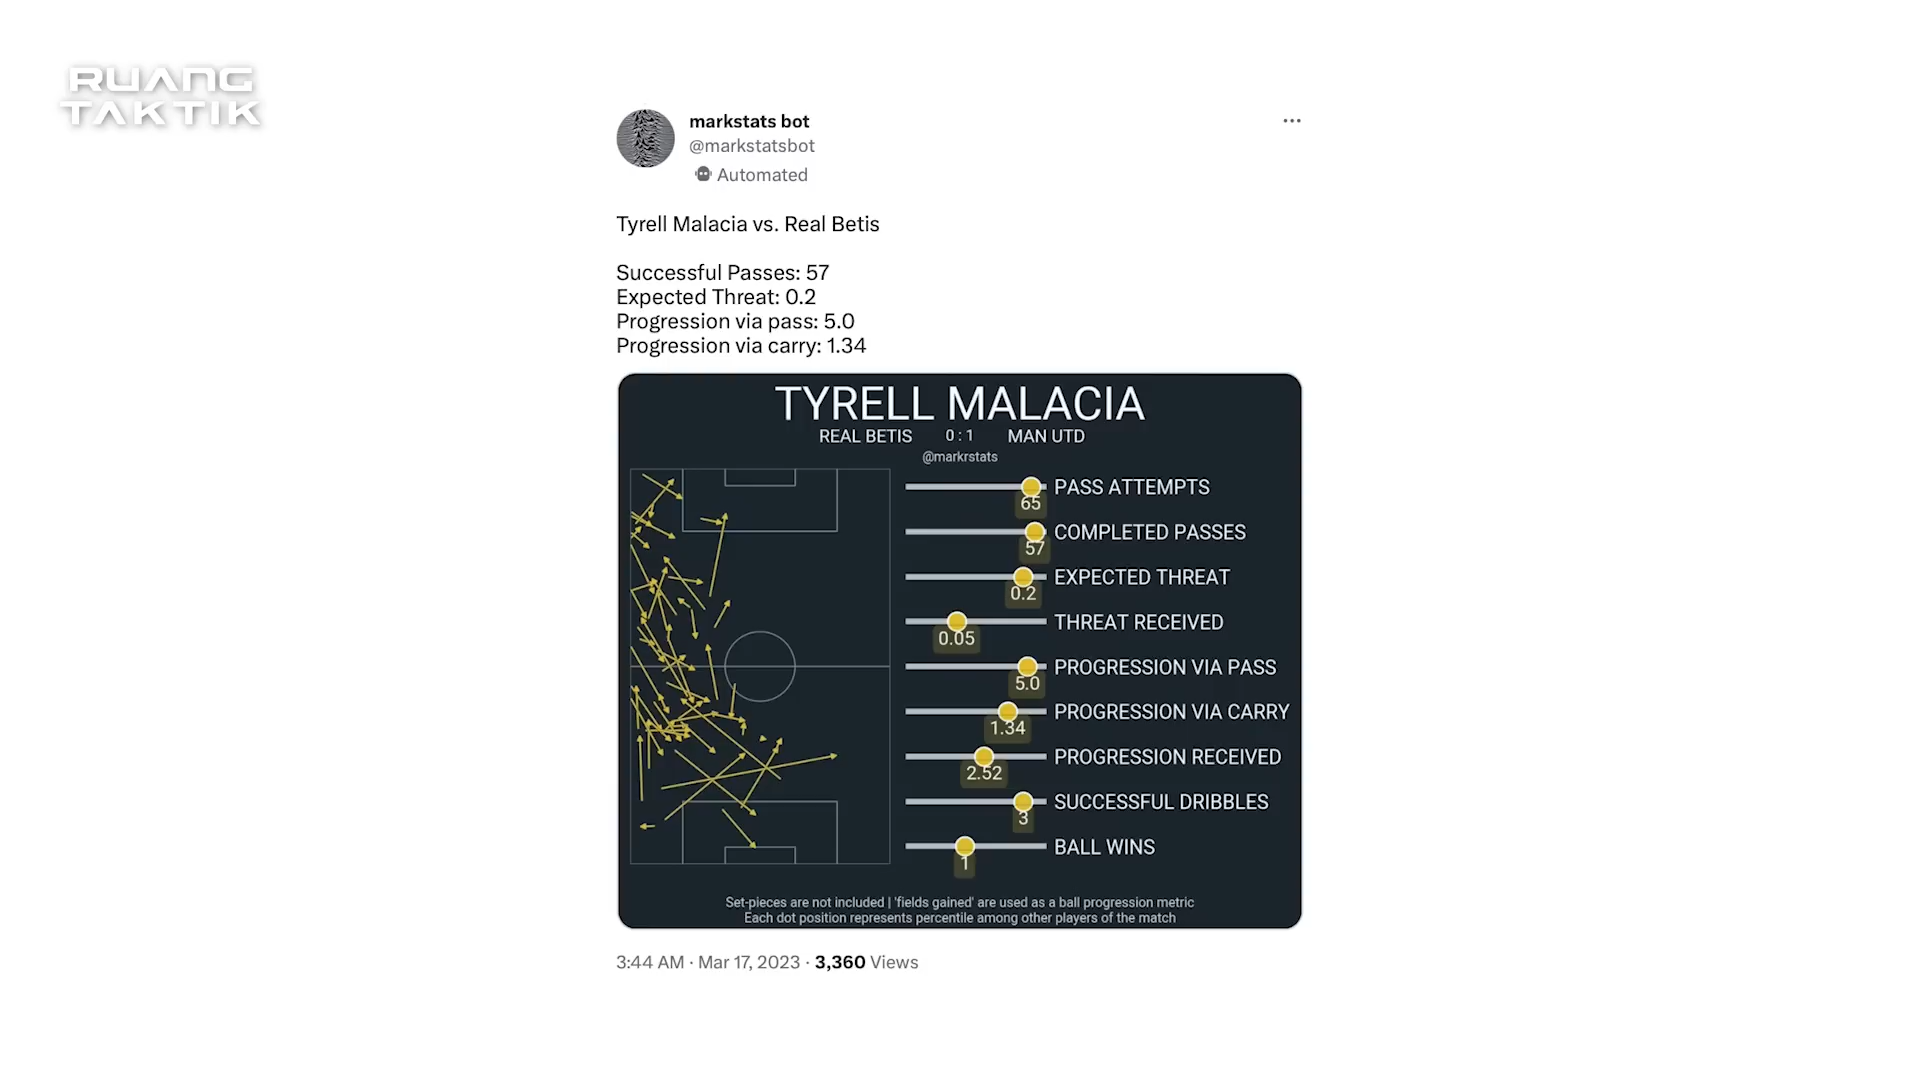 RUANG
TAKTIK
markstats bot
@markstatsbot
Automated
Tyrell Malacia vs. Real Betis
Successful Passes: 57
Expected Threat: 0.2
Progression via pass: 5.0
Progression via carry: 1.34
TYRELL MALACIA
REAL BETIS 0 : 1 MAN UTD
@markrstats
PASS ATTEMPTS
65
COMPLETED PASSES
57
EXPECTED THREAT
0.2
THREAT RECEIVED
0.05
PROGRESSION VIA PASS
5.0
PROGRESSION VIA CARRY
1.34
PROGRESSION RECEIVED
2.52
SUCCESSFUL DRIBBLES
3
BALL WINS
1
Set-pieces are not included | 'fields gained' are used as a ball progression metric
Each dot position represents percentile among other players of the match
3:44 AM · Mar 17, 2023 · 3,360 Views